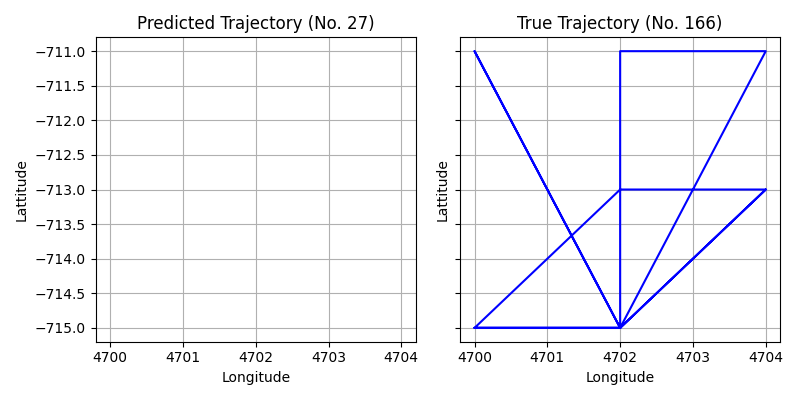 Predicted Trajectory (No. 27)
Lattitude
−711.0
−711.5
−712.0
−712.5
−713.0
−713.5
−714.0
−714.5
−715.0
4700 4701 4702 4703 4704
Longitude
True Trajectory (No. 166)
Lattitude
4700 4701 4702 4703 4704
Longitude